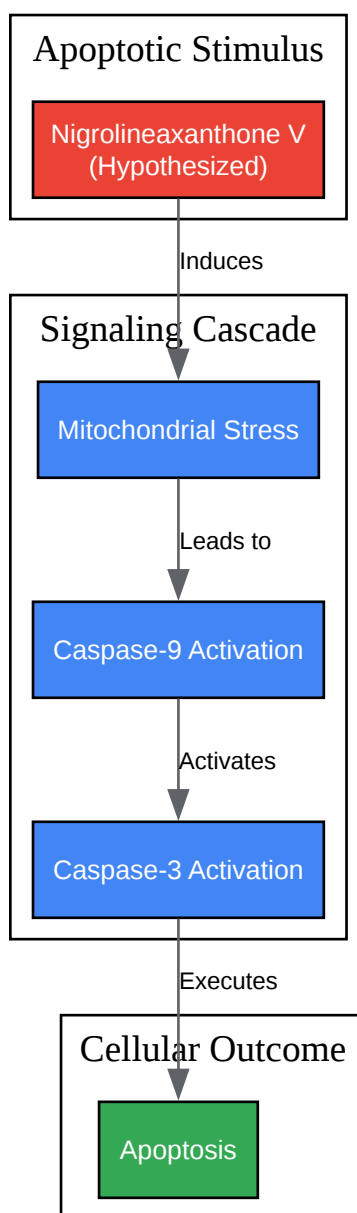 Apoptotic Stimulus
Nigrolineaxanthone V
(Hypothesized)
Induces
Signaling Cascade
Mitochondrial Stress
Leads to
Caspase-9 Activation
Activates
Caspase-3 Activation
Executes
Cellular Outcome
Apoptosis